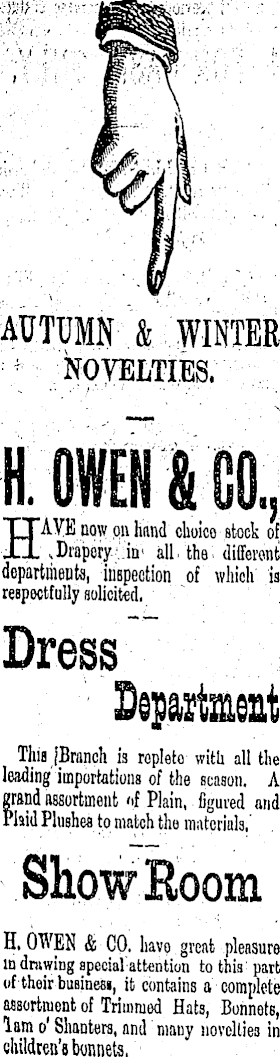 AUTUMN & WINTER
NOVELTIES.
H. OWEN & CO.,
HAVE now on hand choice stock of
Drapery in all the different
departments, inspection of which is
respectfully solicited.
Dress
Department
This Branch is replete with all the
leading importations of the season. A
grand assortment of Plain, figured and
Plaid Plushes to match the materials.
Show Room
H. OWEN & CO. have great pleasure
in drawing special attention to this part
of their business, it contains a complete
assortment of Trimmed Hats, Bonnets,
Tam o' Shanters, and many novelties in
children's bonnets.